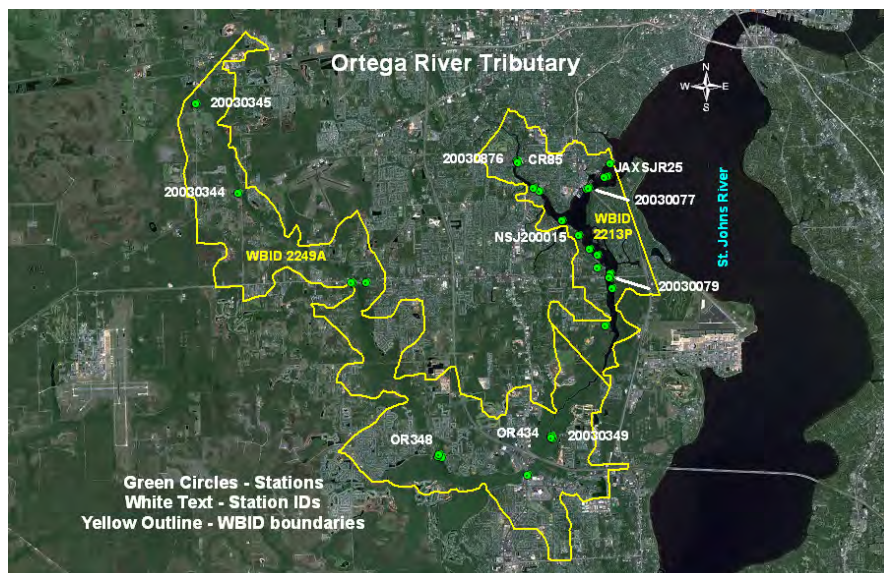 Ortega River Tributary
N
W E
S
20030345
20030876
CR85
JAXSJR25
20030344
20030077
WBID
2213P
St. Johns River
NSJ200015
WBID 2249A
20030079
OR348
OR434
20030349
Green Circles - Stations
White Text - Station IDs
Yellow Outline - WBID boundaries